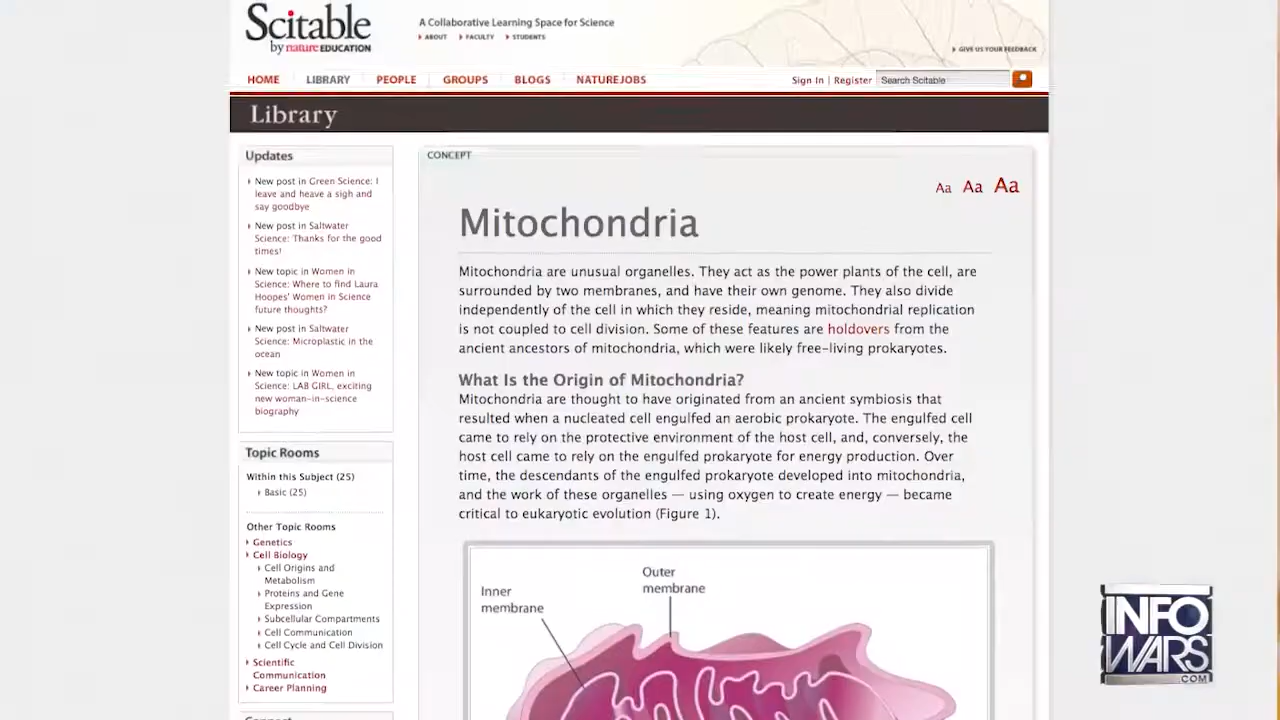 Scitable
by nature EDUCATION
A Collaborative Learning Space for Science
ABOUT FACULTY STUDENTS
GIVE US YOUR FEEDBACK
HOME LIBRARY PEOPLE GROUPS BLOGS NATUREJOBS
Sign In | Register Search Scitable
Library
Updates
New post in Green Science: I
leave and heave a sigh and
say goodbye
New post in Saltwater
Science: Thanks for the good
times!
New topic in Women in
Science: Where to find Laura
Hoopes' Women in Science
future thoughts?
New post in Saltwater
Science: Microplastic in the
ocean
New topic in Women in
Science: LAB GIRL, exciting
new woman-in-science
biography
Topic Rooms
Within this Subject (25)
Basic (25)
Other Topic Rooms
Genetics
Cell Biology
Cell Origins and
Metabolism
Proteins and Gene
Expression
Subcellular Compartments
Cell Communication
Cell Cycle and Cell Division
Scientific
Communication
Career Planning
Connect
CONCEPT
Aa Aa Aa
Mitochondria
Mitochondria are unusual organelles. They act as the power plants of the cell, are
surrounded by two membranes, and have their own genome. They also divide
independently of the cell in which they reside, meaning mitochondrial replication
is not coupled to cell division. Some of these features are holdovers from the
ancient ancestors of mitochondria, which were likely free-living prokaryotes.
What Is the Origin of Mitochondria?
Mitochondria are thought to have originated from an ancient symbiosis that
resulted when a nucleated cell engulfed an aerobic prokaryote. The engulfed cell
came to rely on the protective environment of the host cell, and, conversely, the
host cell came to rely on the engulfed prokaryote for energy production. Over
time, the descendants of the engulfed prokaryote developed into mitochondria,
and the work of these organelles — using oxygen to create energy — became
critical to eukaryotic evolution (Figure 1).
Outer
membrane
Inner
membrane
INFO
WARS
.COM